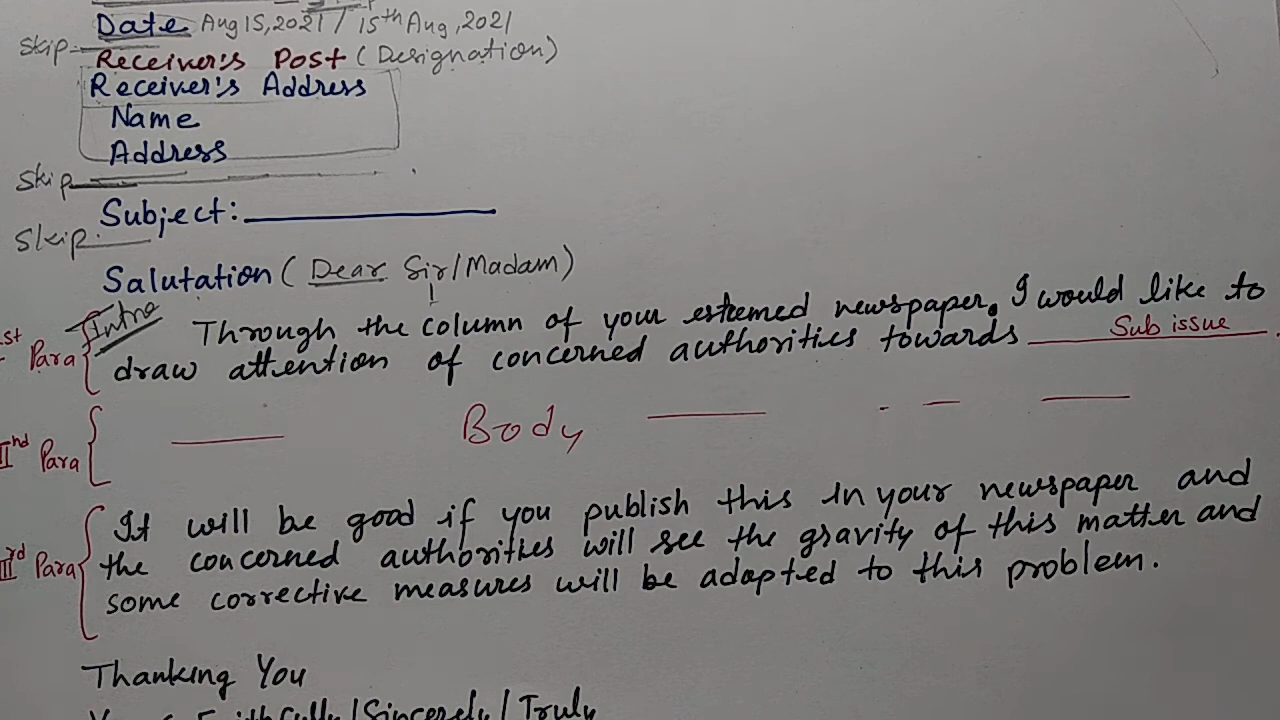 Date Aug 15, 2021 / 15th Aug, 2021
Skip
Receiver's Post (Designation)
Receiver's Address
Name
Address
Skip
Subject:
Skip
Salutation (Dear Sir/Madam)
Intro
st Para
Through the column of your esteemed newspaper, I would like to
draw attention of concerned authorities towards Sub issue
IInd Para
Body
IIIrd Para
It will be good if you publish this in your newspaper and
the concerned authorities will see the gravity of this matter and
some corrective measures will be adapted to this problem.
Thanking You
Faithfully/Sincerely/Truly